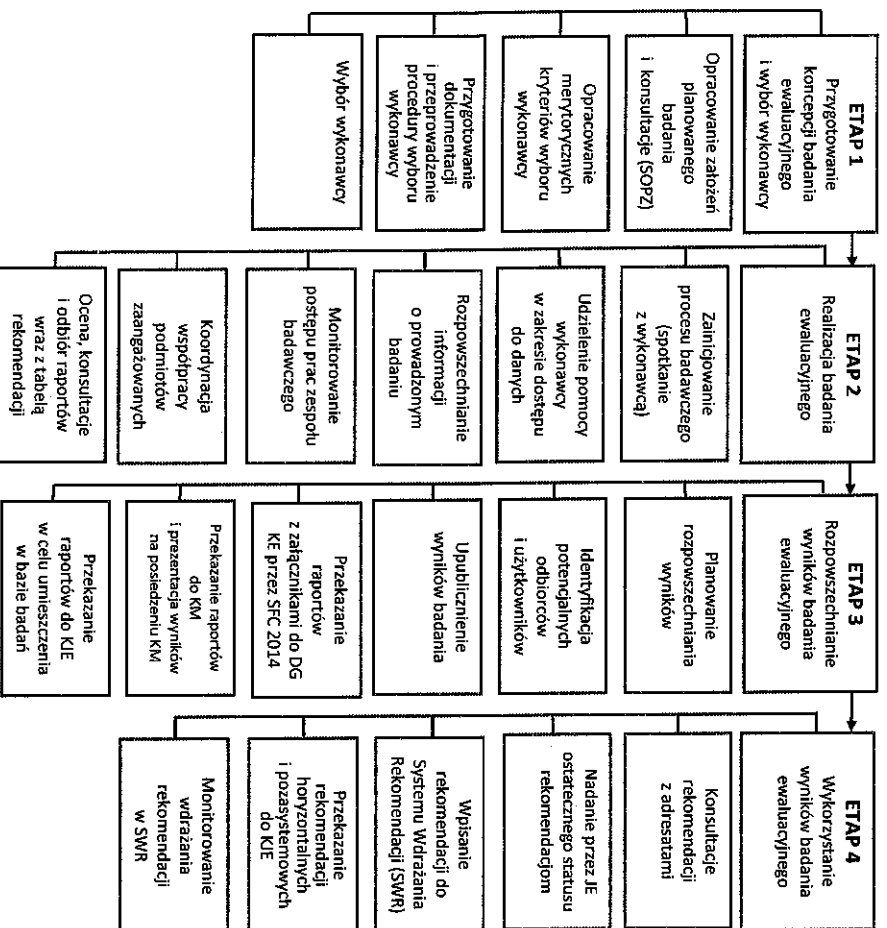 ETAP 1
Przygotowanie
koncepcji badania
ewaluacyjnego
i wybór wykonawcy
Opracowanie założeń
planowanego
badania
i konsultacje (SOPZ)
Opracowanie
merytorycznych
kryteriów wyboru
wykonawcy
Przygotowanie
dokumentacji
i przeprowadzenie
procedury wyboru
wykonawcy
Wybór wykonawcy
ETAP 2
Realizacja badania
ewaluacyjnego
Zainicjowanie
procesu badawczego
(spotkanie
z wykonawcą)
Udzielenie pomocy
wykonawcy
w zakresie dostępu
do danych
Rozpowszechnianie
informacji
o prowadzonym
badaniu
Monitorowanie
postępu prac zespołu
badawczego
Koordynacja
współpracy
podmiotów
zaangażowanych
Ocena, konsultacje
i odbiór raportów
wraz z tabelą
rekomendacji
ETAP 3
Rozpowszechnianie
wyników badania
ewaluacyjnego
Planowanie
rozpowszechniania
wyników
Identyfikacja
potencjalnych
odbiorców
i użytkowników
Upublicznienie
wyników badania
Przekazanie
raportów
z załącznikami do DG
KE przez SFC 2014
Przekazanie raportów
do KM
i prezentacja wyników
na posiedzeniu KM
Przekazanie
raportów do KJE
w celu umieszczenia
w bazie badań
ETAP 4
Wykorzystanie
wyników badania
ewaluacyjnego
Konsultacje
rekomendacji
z adresatami
Nadanie przez JE
ostatecznego statusu
rekomendacjom
Wpisanie
rekomendacji do
Systemu Wdrażania
Rekomendacji (SWR)
Przekazanie
rekomendacji
horyzontalnych
i pozasystemowych
do KJE
Monitorowanie
wdrażania
rekomendacji
w SWR